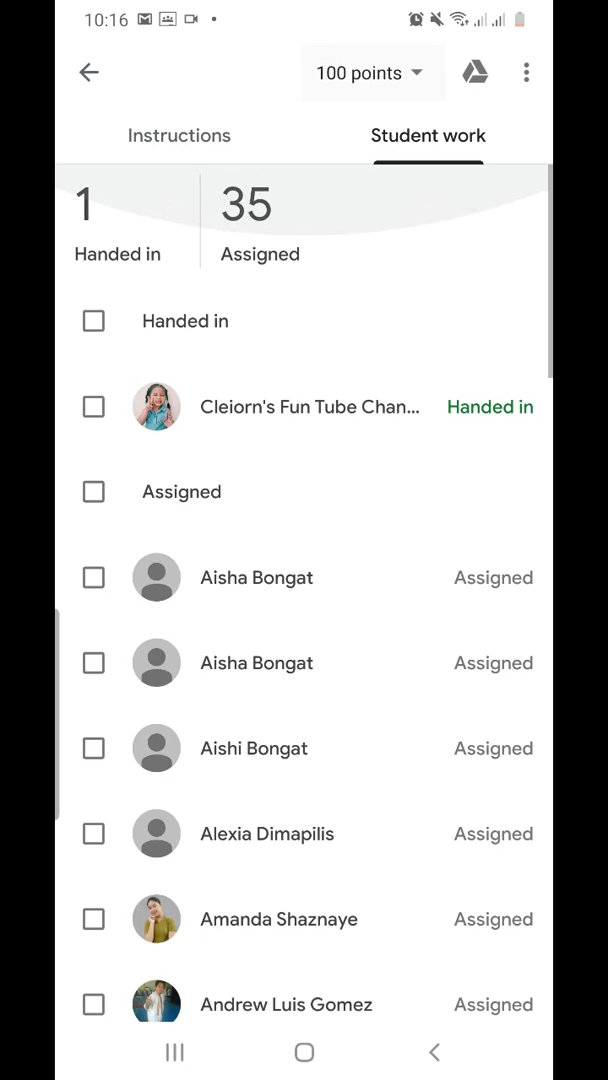 10:16
100 points
Instructions
Student work
1
35
Handed in
Assigned
Handed in
Cleiorn's Fun Tube Chan... Handed in
Assigned
Aisha Bongat Assigned
Aisha Bongat Assigned
Aishi Bongat Assigned
Alexia Dimapilis Assigned
Amanda Shaznaye Assigned
Andrew Luis Gomez Assigned